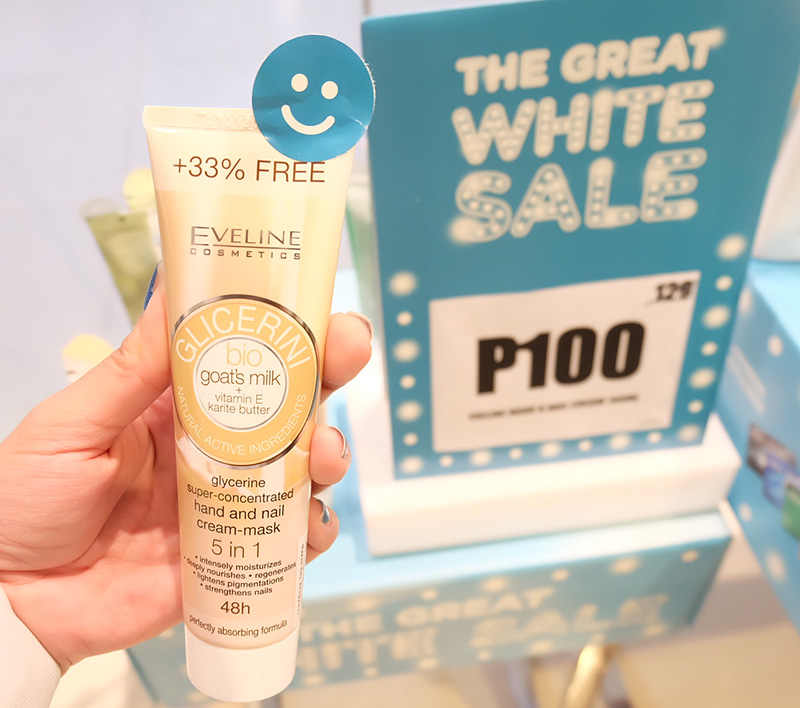 +33% FREE
EVELINE
COSMETICS
GLICERINI
bio
goat's milk
+
vitamin E
karite butter
NATURAL ACTIVE INGREDIENTS
glycerine
super-concentrated
hand and nail
cream-mask
5 in 1
• intensely moisturizes
• deeply nourishes • regenerates
• lightens pigmentations
• strengthens nails
48h
perfectly absorbing formula
THE GREAT
WHITE
SALE
129
P100
THE GREAT
WHITE SALE